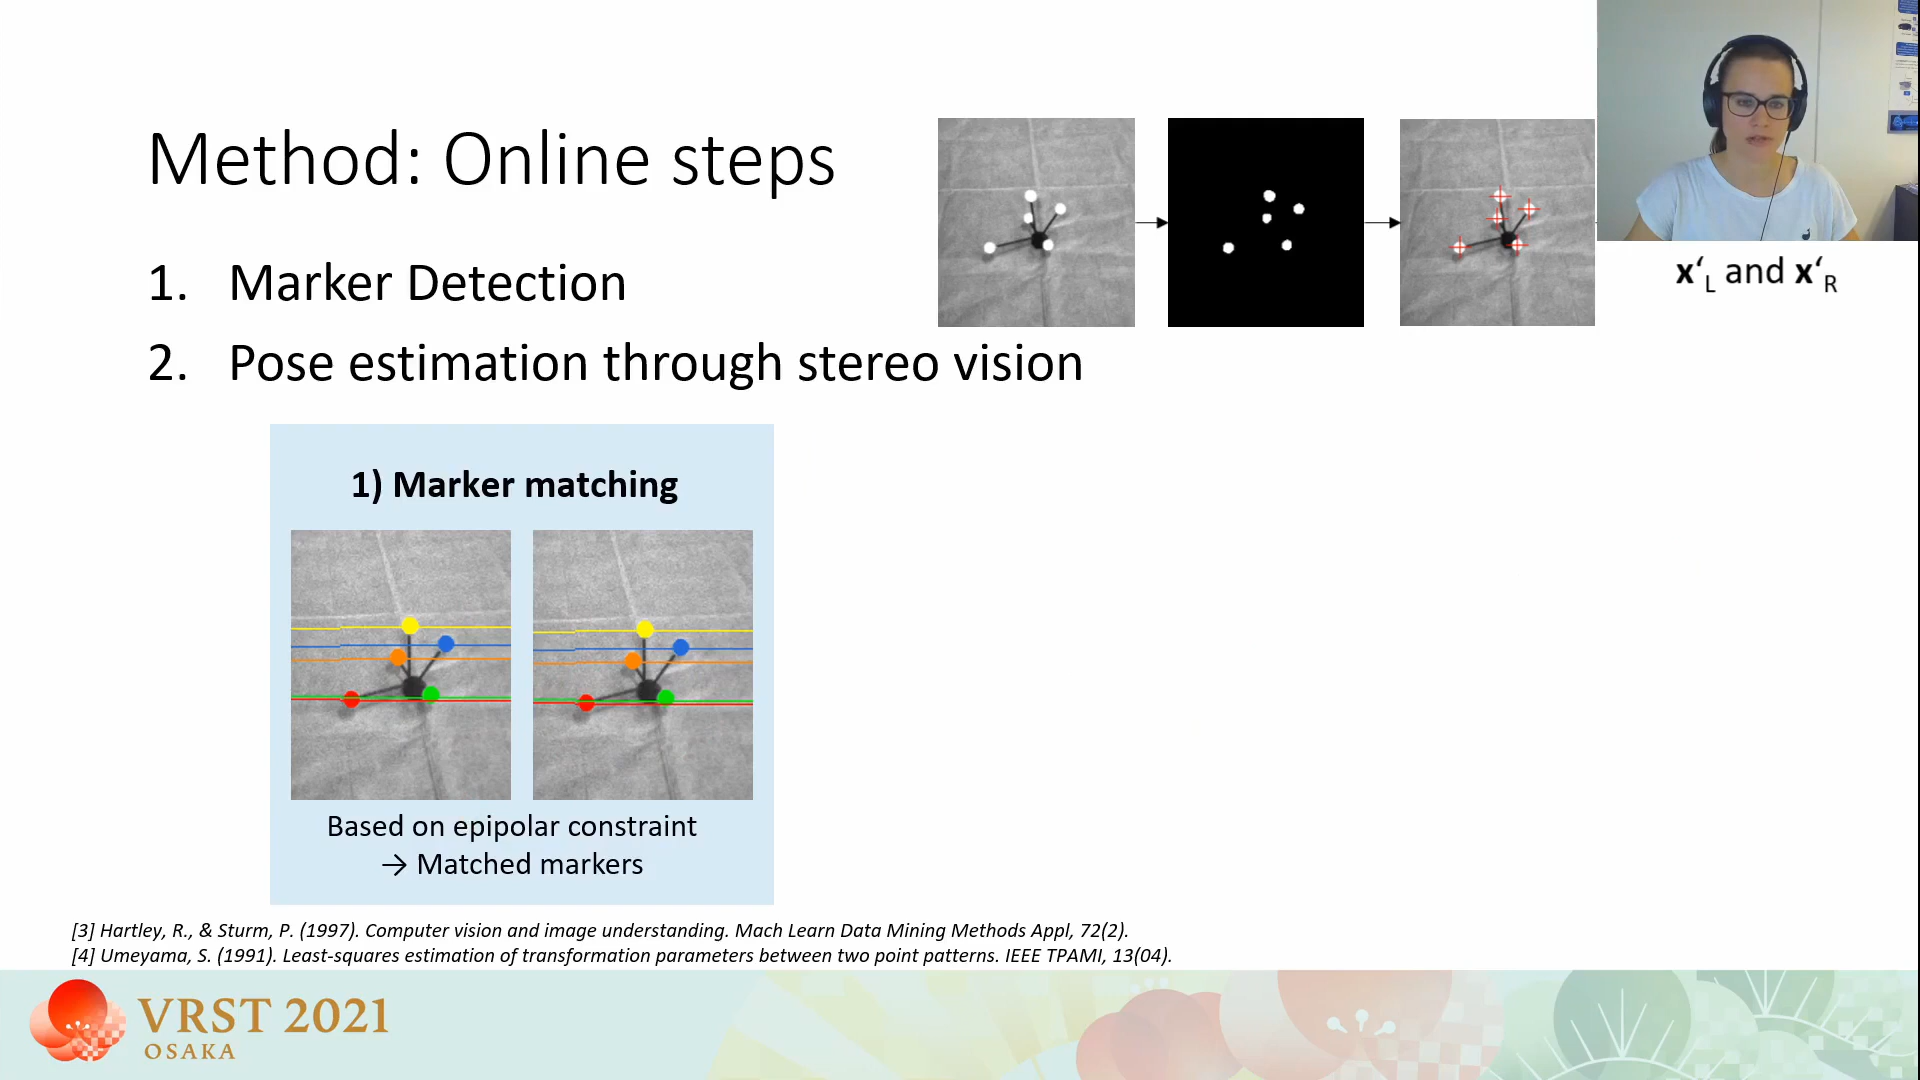 Method: Online steps
1. Marker Detection
x‘L and x‘R
2. Pose estimation through stereo vision
1) Marker matching
Based on epipolar constraint
→ Matched markers
[3] Hartley, R., & Sturm, P. (1997). Computer vision and image understanding. Mach Learn Data Mining Methods Appl, 72(2).
[4] Umeyama, S. (1991). Least-squares estimation of transformation parameters between two point patterns. IEEE TPAMI, 13(04).
VRST 2021
OSAKA